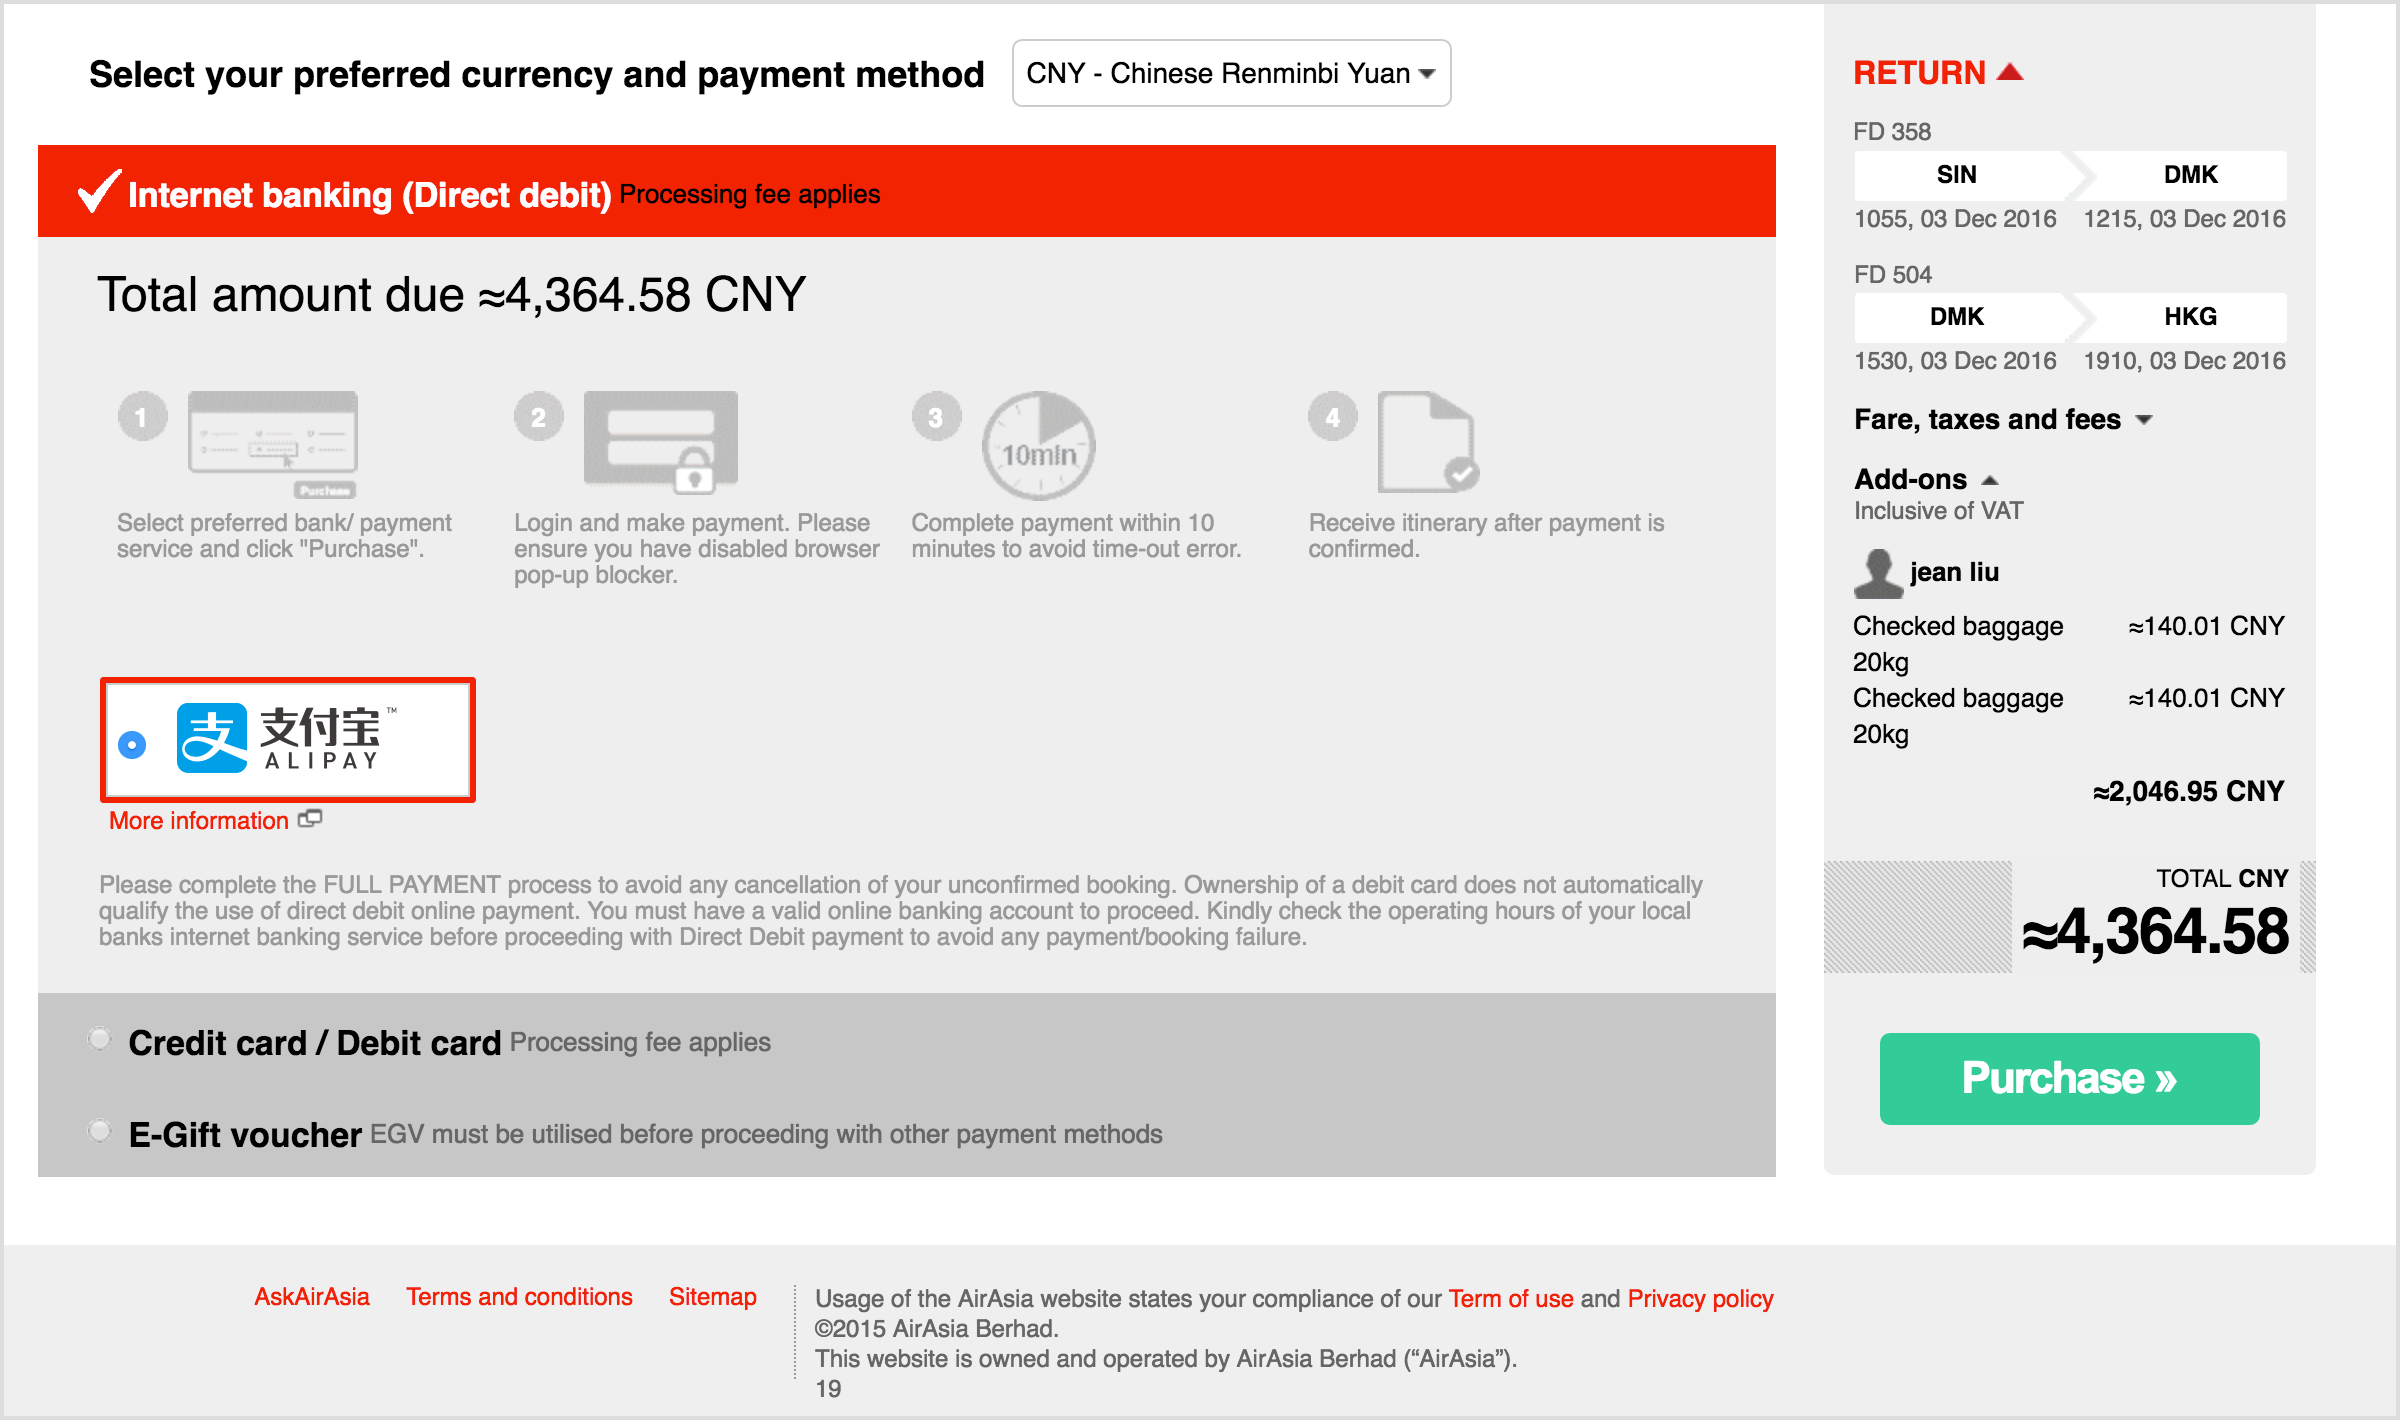 Select your preferred currency and payment method
CNY - Chinese Renminbi Yuan
Internet banking (Direct debit) Processing fee applies
Total amount due ≈4,364.58 CNY
1
Purchase
Select preferred bank/ payment
service and click "Purchase".
2
Login and make payment. Please
ensure you have disabled browser
pop-up blocker.
3
10min
Complete payment within 10
minutes to avoid time-out error.
4
Receive itinerary after payment is
confirmed.
支 支付宝™
ALIPAY
More information
Please complete the FULL PAYMENT process to avoid any cancellation of your unconfirmed booking. Ownership of a debit card does not automatically
qualify the use of direct debit online payment. You must have a valid online banking account to proceed. Kindly check the operating hours of your local
banks internet banking service before proceeding with Direct Debit payment to avoid any payment/booking failure.
Credit card / Debit card Processing fee applies
E-Gift voucher EGV must be utilised before proceeding with other payment methods
RETURN
FD 358
SIN DMK
1055, 03 Dec 2016 1215, 03 Dec 2016
FD 504
DMK HKG
1530, 03 Dec 2016 1910, 03 Dec 2016
Fare, taxes and fees
Add-ons
Inclusive of VAT
jean liu
Checked baggage ≈140.01 CNY
20kg
Checked baggage ≈140.01 CNY
20kg
≈2,046.95 CNY
TOTAL CNY
≈4,364.58
Purchase »
AskAirAsia Terms and conditions Sitemap
Usage of the AirAsia website states your compliance of our Term of use and Privacy policy
©2015 AirAsia Berhad.
This website is owned and operated by AirAsia Berhad (“AirAsia”).
19